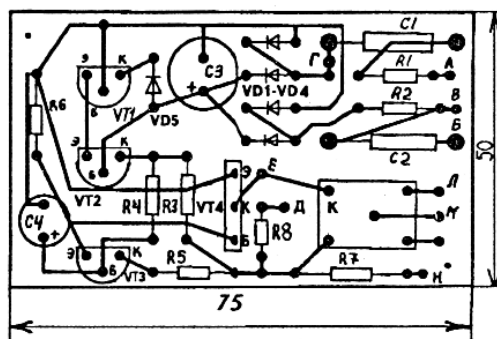 C1
Г
R1 А
Э К
+ C3
VD1-VD4
R2 В
R6
Б VT1
VD5
Б
C2
Э К
Б
VT2
R4 R3 VT4
Э Е
К
Д
К
Л
М
C4
+
Б
R8
Э К
Б
VT3
R5
R7
Н
50
75